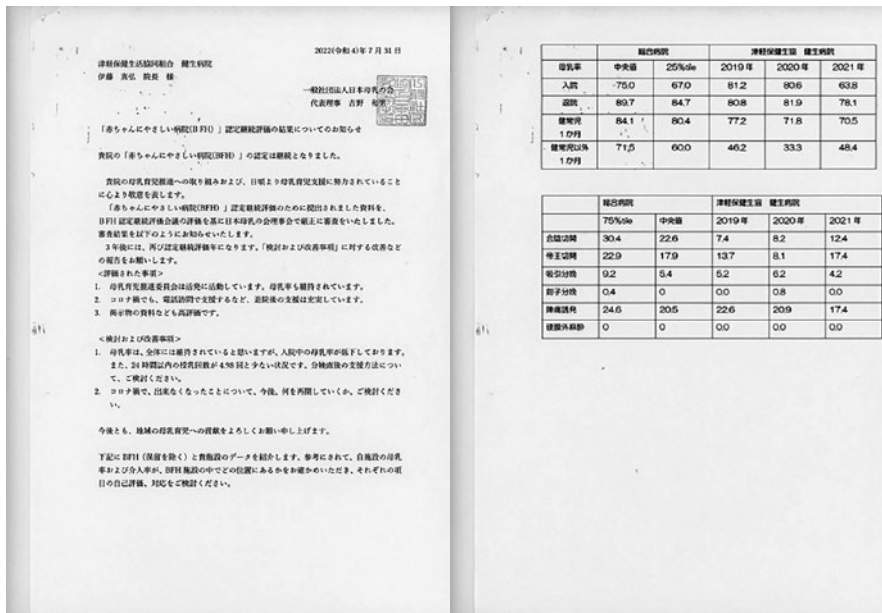 2022(令和4)年7月31日
津軽保健生活協同組合 健生病院
伊藤 真弘 院長 様
一般社団法人日本母乳の会
代表理事 吉野 和男
「赤ちゃんにやさしい病院(BFH)」認定継続評価の結果についてのお知らせ
貴院の「赤ちゃんにやさしい病院(BFH)」の認定は継続となりました。
貴院の母乳育児推進への取り組みおよび、日頃より母乳育児支援に努力されていること
に心より敬意を表します。
「赤ちゃんにやさしい病院(BFH)」認定継続評価のために提出されました資料を、
BFH認定継続評価会議の評価を基に日本母乳の会理事会で厳正に審査をいたしました。
審査結果を以下のようにお知らせいたします。
3年後には、再び認定継続評価年になります。「検討および改善事項」に対する改善など
の報告をお願いします。
<評価された事項>
1. 母乳育児推進委員会は活発に活動しています。母乳率も維持されています。
2. コロナ禍でも、電話訪問で支援するなど、退院後の支援は充実しています。
3. 掲示物の資料なども高評価です。
<検討および改善事項>
1. 母乳率は、全体には維持されていると思いますが、入院中の母乳率が低下しております。
また、24時間以内の授乳回数が4.98回と少ない状況です。分娩直後の支援方法につい
て、ご検討ください。
2. コロナ禍で、出来なくなったことについて、今後、何を再開していくか、ご検討くださ
い。
今後とも、地域の母乳育児への貢献をよろしくお願い申し上げます。
下記にBFH(保留を除く)と貴施設のデータを紹介します。参考にされて、自施設の母乳
率および介入率が、BFH施設の中でどの位置にあるかをお確かめいただき、それぞれの項
目の自己評価、対応をご検討ください。
総合病院 津軽保健生協 健生病院
母乳率 中央値 25%tile 2019年 2020年 2021年
入院 75.0 67.0 81.2 80.6 63.8
退院 89.7 84.7 80.8 81.9 78.1
健常児 1か月 84.1 80.4 77.2 71.8 70.5
健常児以外 1か月 71.5 60.0 46.2 33.3 48.4
総合病院 津軽保健生協 健生病院
75%tile 中央値 2019年 2020年 2021年
会陰切開 30.4 22.6 7.4 8.2 12.4
帝王切開 22.9 17.9 13.7 8.1 17.4
吸引分娩 9.2 5.4 5.2 6.2 4.2
鉗子分娩 0.4 0 0.0 0.8 0.0
陣痛誘発 24.6 20.5 22.6 20.9 17.4
硬膜外麻酔 0 0 0.0 0.0 0.0